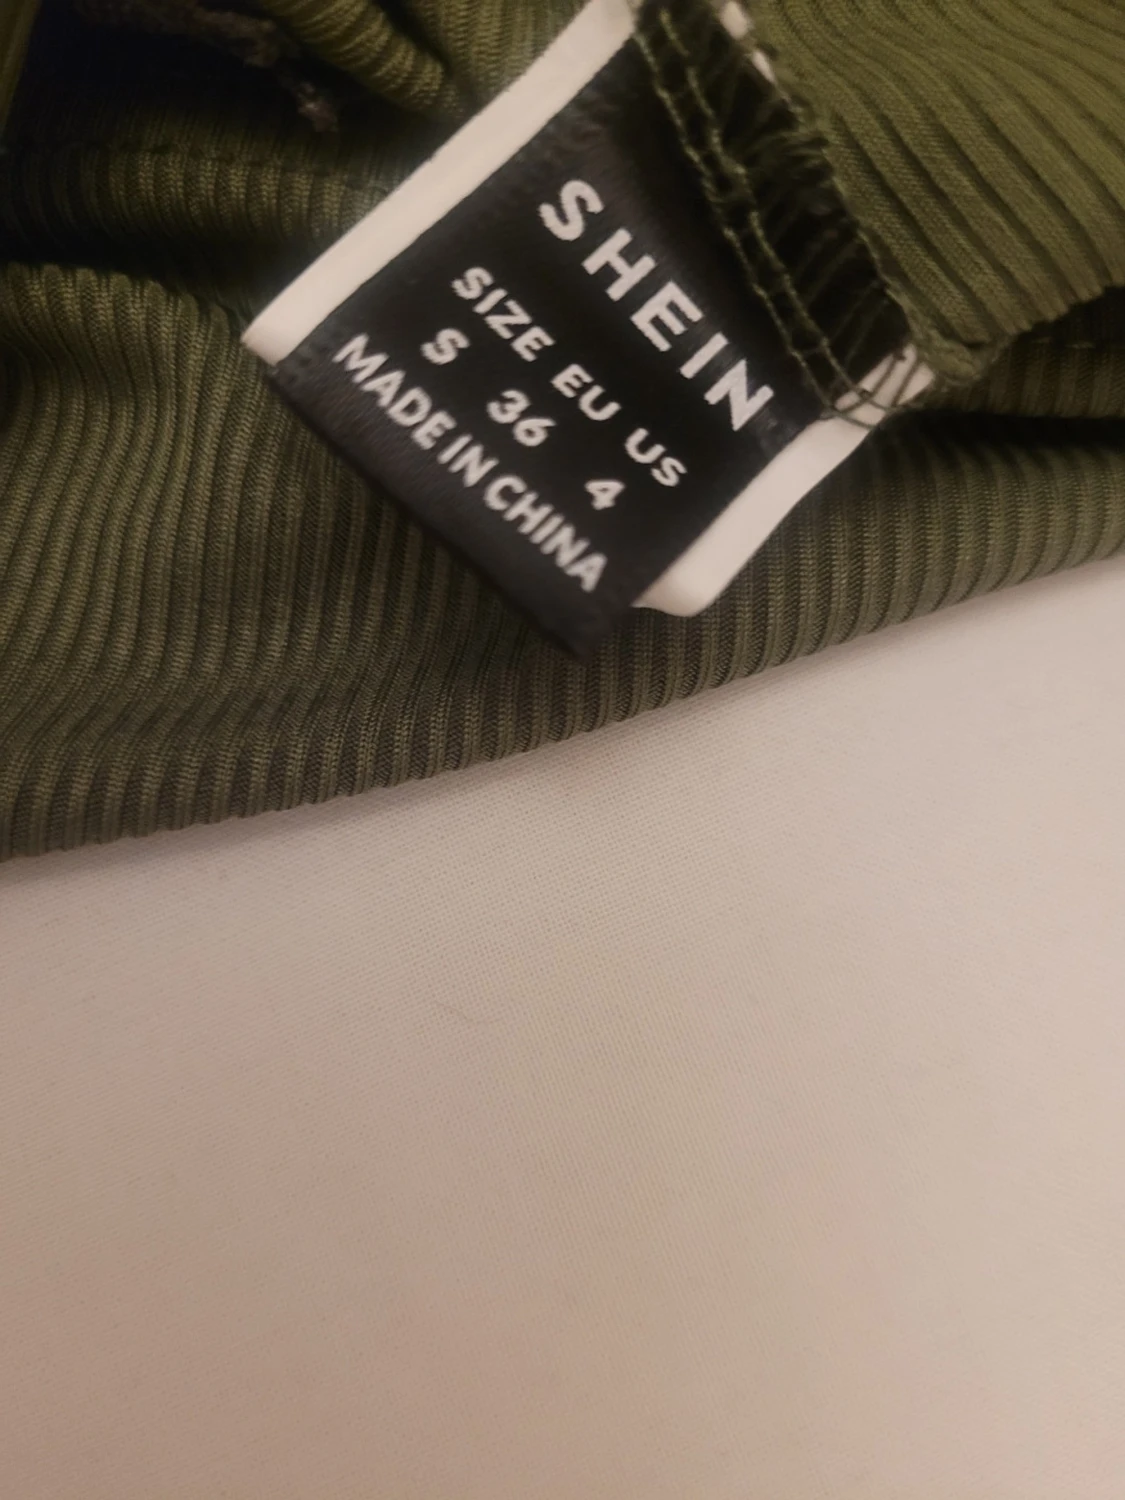 SHEIN
SIZE EU US
S 36 4
MADE IN CHINA